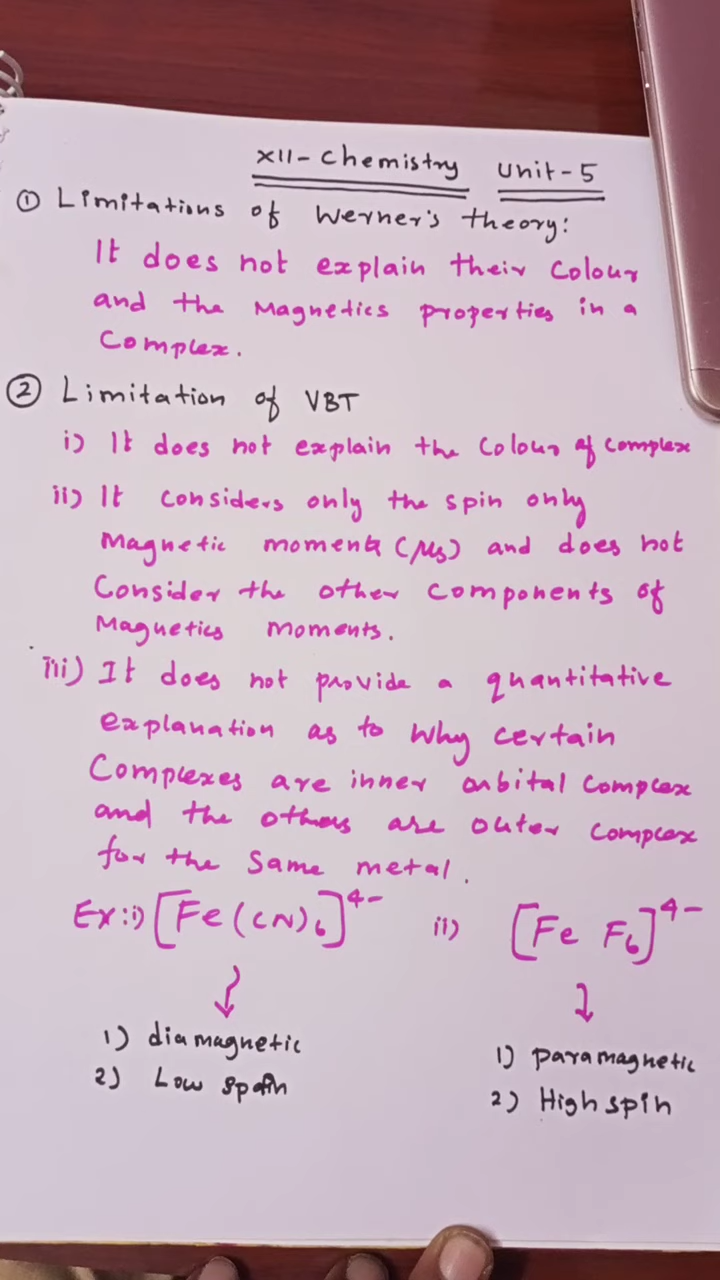 XII - Chemistry Unit - 5
① Limitations of Werner's theory:
It does not explain their colour
and the Magnetics properties in a
Complex.
② Limitation of VBT
i) It does not explain the colour of complex
ii) It considers only the spin only
Magnetic moments (μs) and does not
Consider the other components of
Magnetics moments.
iii) It does not provide a quantitative
explanation as to why certain
Complexes are inner orbital complex
and the others are outer complex
for the same metal.
Ex: i) [Fe(CN)₆]⁴⁻ ii) [Fe F₆]⁴⁻
1) diamagnetic
2) Low spin
1) paramagnetic
2) High spin